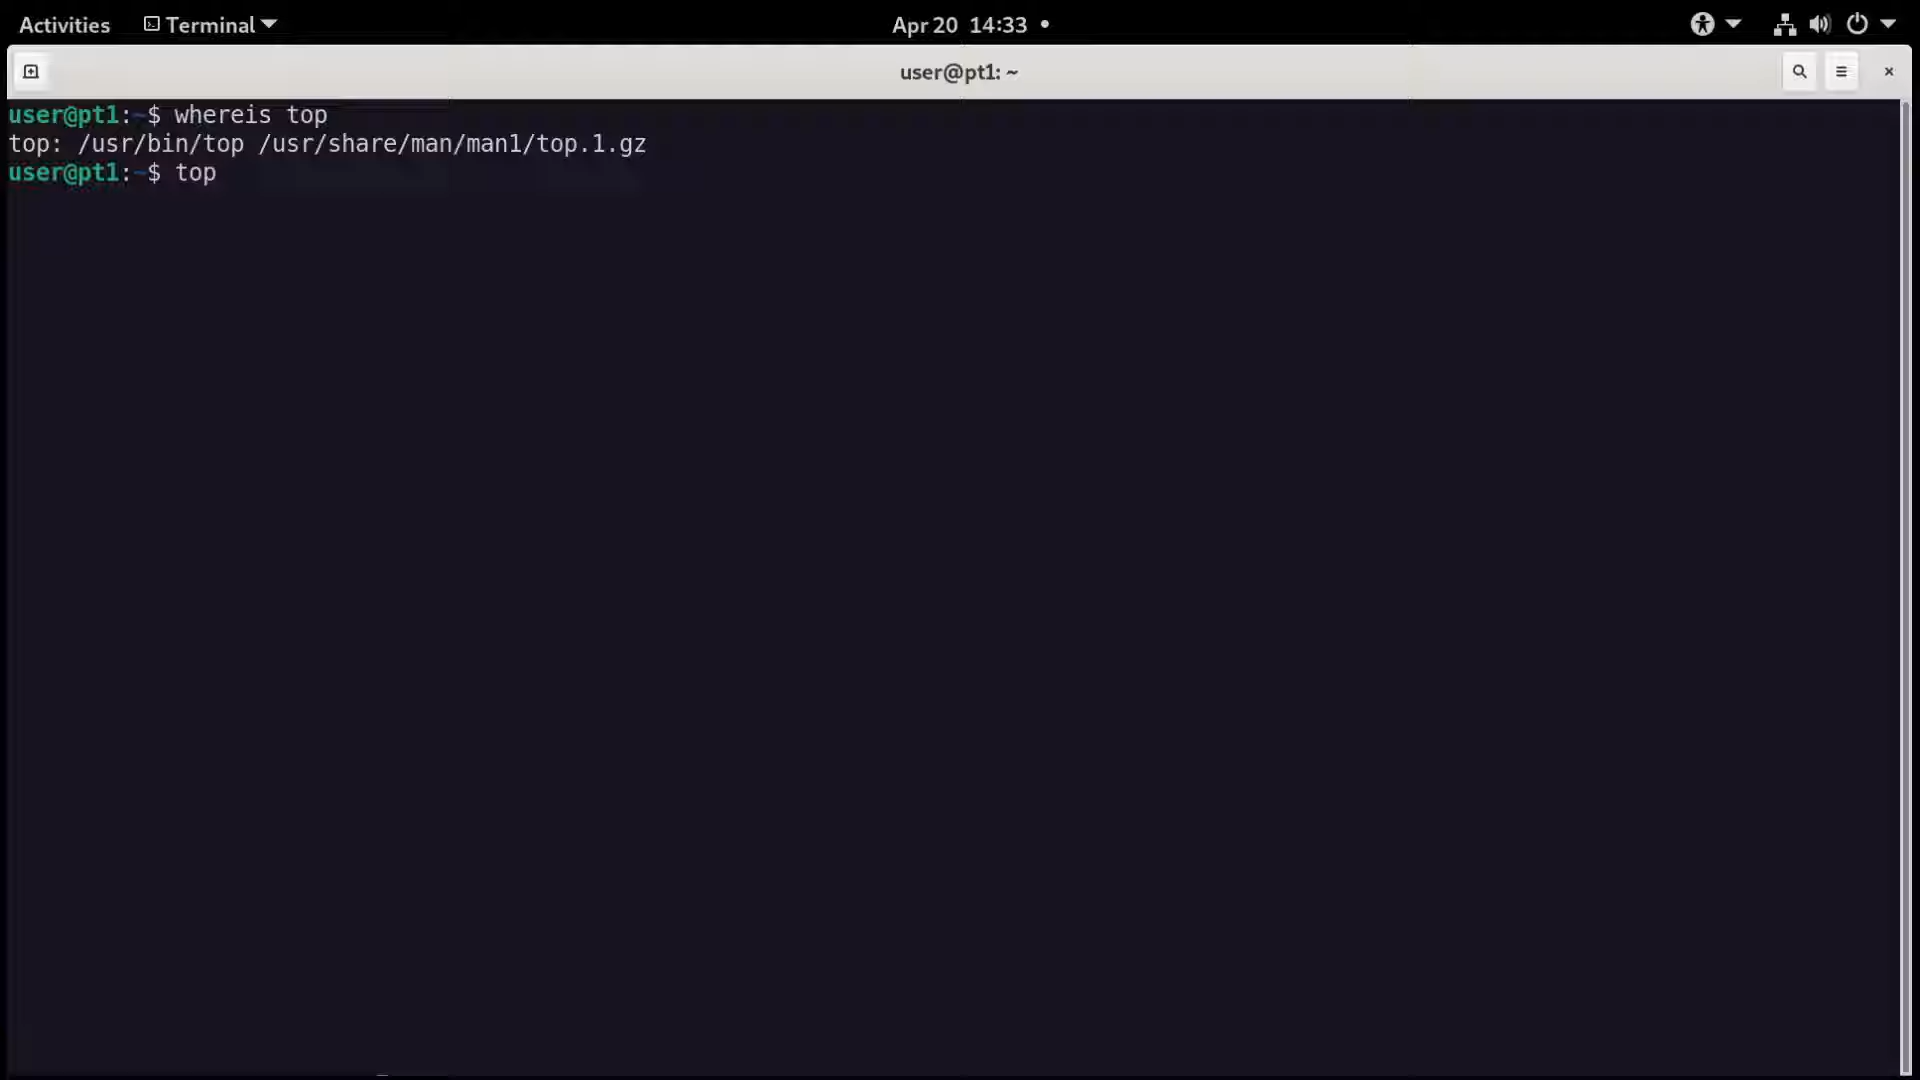 Activities Terminal Apr 20 14:33
user@pt1: ~
user@pt1:~$ whereis top
top: /usr/bin/top /usr/share/man/man1/top.1.gz
user@pt1:~$ top